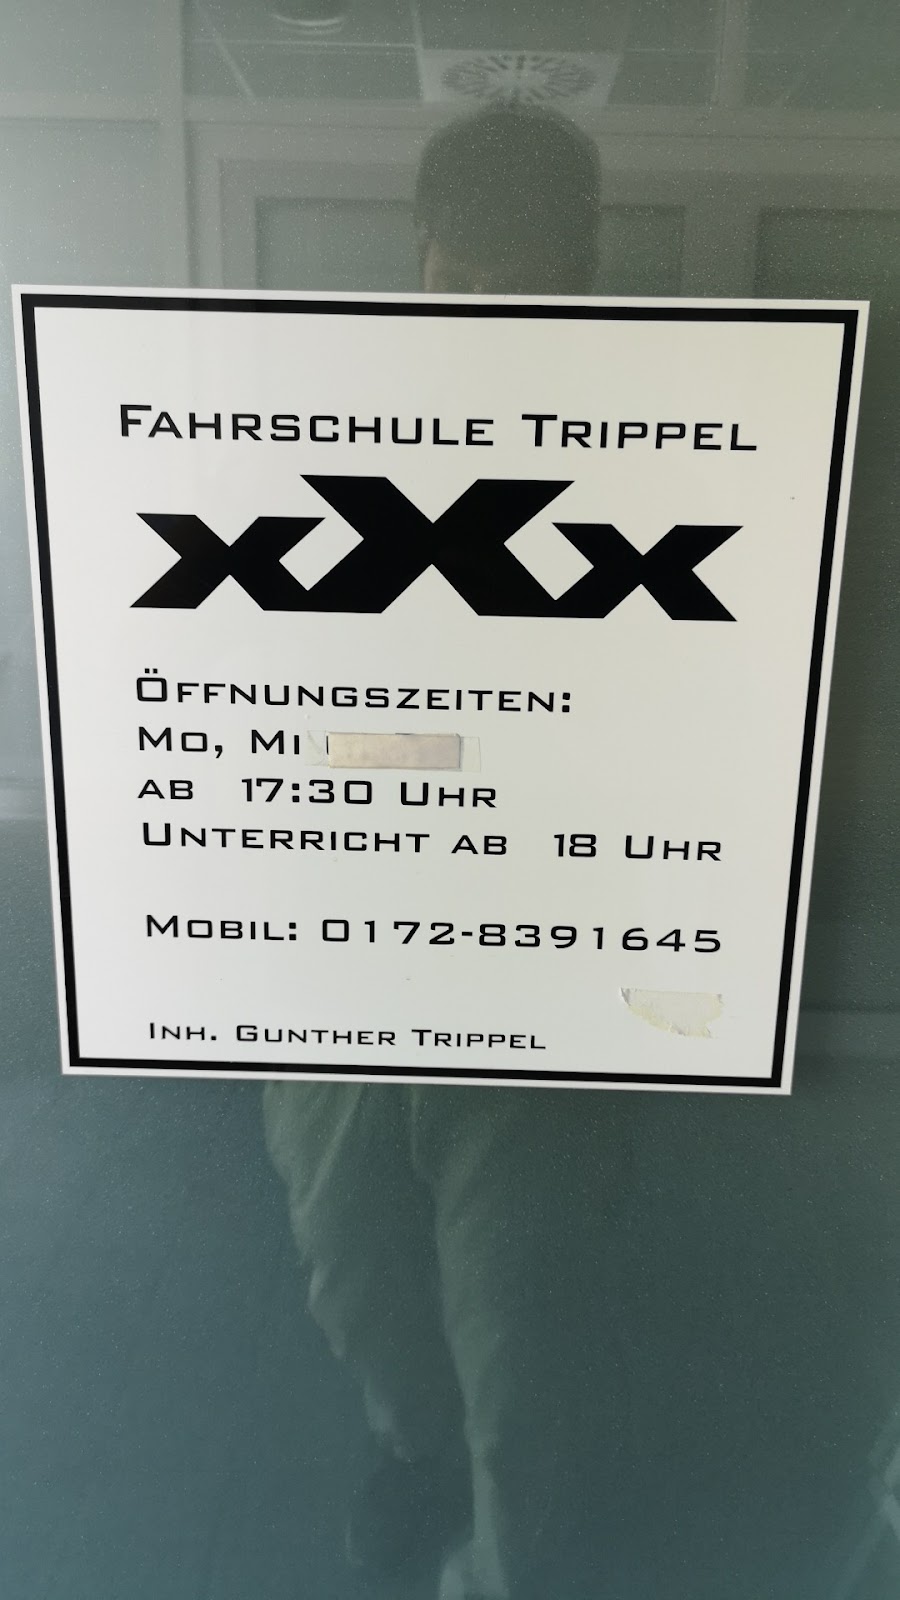 Fahrschule Trippel
xXx
Öffnungszeiten:
Mo, Mi
ab 17:30 Uhr
Unterricht ab 18 Uhr
Mobil: 0172-8391645
Inh. Gunther Trippel